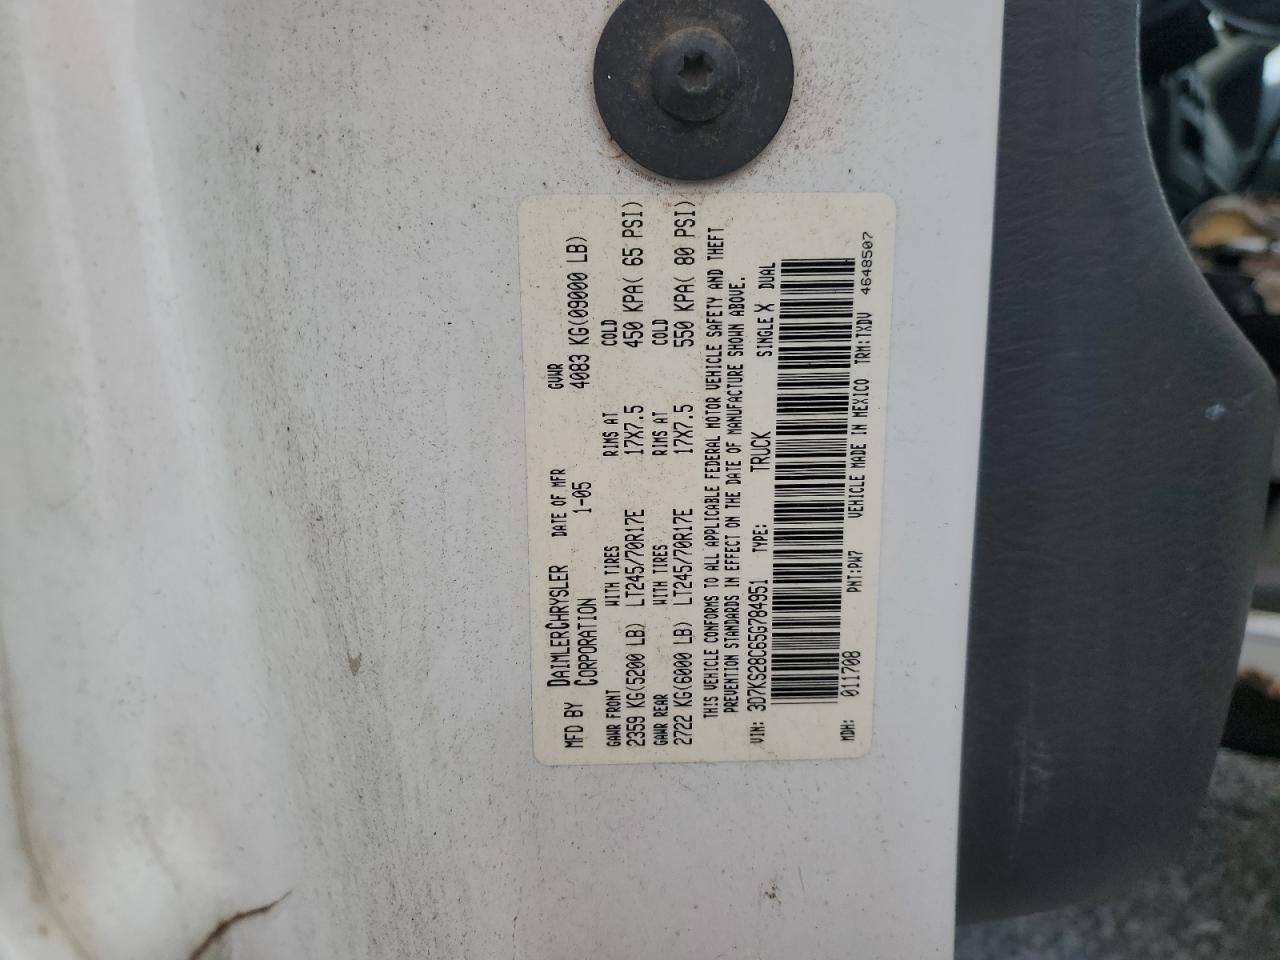 MFD BY DAIMLERCHRYSLER DATE OF MFR GVWR
CORPORATION 1-05 4083 KG(09000 LB)
GAWR FRONT WITH TIRES RIMS AT COLD
2359 KG(5200 LB) LT245/70R17E 17X7.5 450 KPA( 65 PSI)
GAWR REAR WITH TIRES RIMS AT COLD
2722 KG(6000 LB) LT245/70R17E 17X7.5 550 KPA( 80 PSI)
THIS VEHICLE CONFORMS TO ALL APPLICABLE FEDERAL MOTOR VEHICLE SAFETY AND THEFT
PREVENTION STANDARDS IN EFFECT ON THE DATE OF MANUFACTURE SHOWN ABOVE.
VIN: 3D7KS28C65G784951 TYPE: TRUCK SINGLE X DUAL
MDH: 011708 PNT:PW7 VEHICLE MADE IN MEXICO TRM:TXDV 4648507